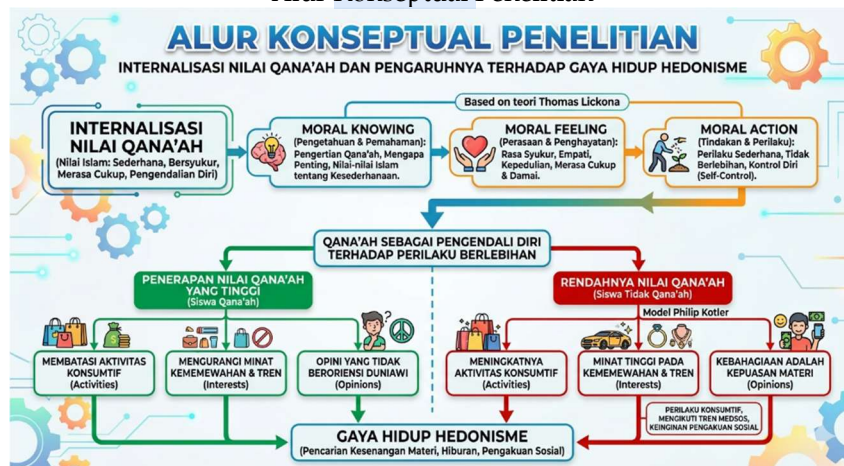 Alur Konseptual Penelitian
ALUR KONSEPTUAL PENELITIAN
INTERNALISASI NILAI QANA'AH DAN PENGARUHNYA TERHADAP GAYA HIDUP HEDONISME
Based on teori Thomas Lickona
INTERNALISASI
NILAI QANA'AH
(Nilai Islam: Sederhana, Bersyukur,
Merasa Cukup, Pengendalian Diri)
MORAL KNOWING
(Pengetahuan & Pemahaman):
Pengertian Qana'ah, Mengapa
Penting, Nilai-nilai Islam
tentang Kesederhanaan.
MORAL FEELING
(Perasaan & Penghayatan):
Rasa Syukur, Empati,
Kepedulian, Merasa Cukup
& Damai.
MORAL ACTION
(Tindakan & Perilaku):
Perilaku Sederhana, Tidak
Berlebihan, Kontrol Diri
(Self-Control).
QANA'AH SEBAGAI PENGENDALI DIRI
TERHADAP PERILAKU BERLEBIHAN
PENERAPAN NILAI QANA'AH
YANG TINGGI
(Siswa Qana'ah)
RENDAHNYA NILAI QANA'AH
(Siswa Tidak Qana'ah)
Model Philip Kotler
MEMBATASI AKTIVITAS
KONSUMTIF
(Activities)
MENGURANGI MINAT
KEMEMEWAHAN & TREN
(Interests)
OPINI YANG TIDAK
BERORIENSI DUNIAWI
(Opinions)
MENINGKATNYA
AKTIVITAS KONSUMTIF
(Activities)
MINAT TINGGI PADA
KEMEMEWAHAN & TREN
(Interests)
KEBAHAGIAAN ADALAH
KEPUASAN MATERI
(Opinions)
PERILAKU KONSUMTIF,
MENGIKUTI TREN MEDSOS,
KEINGINAN PENGAKUAN SOSIAL
GAYA HIDUP HEDONISME
(Pencarian Kesenangan Materi, Hiburan, Pengakuan Sosial)